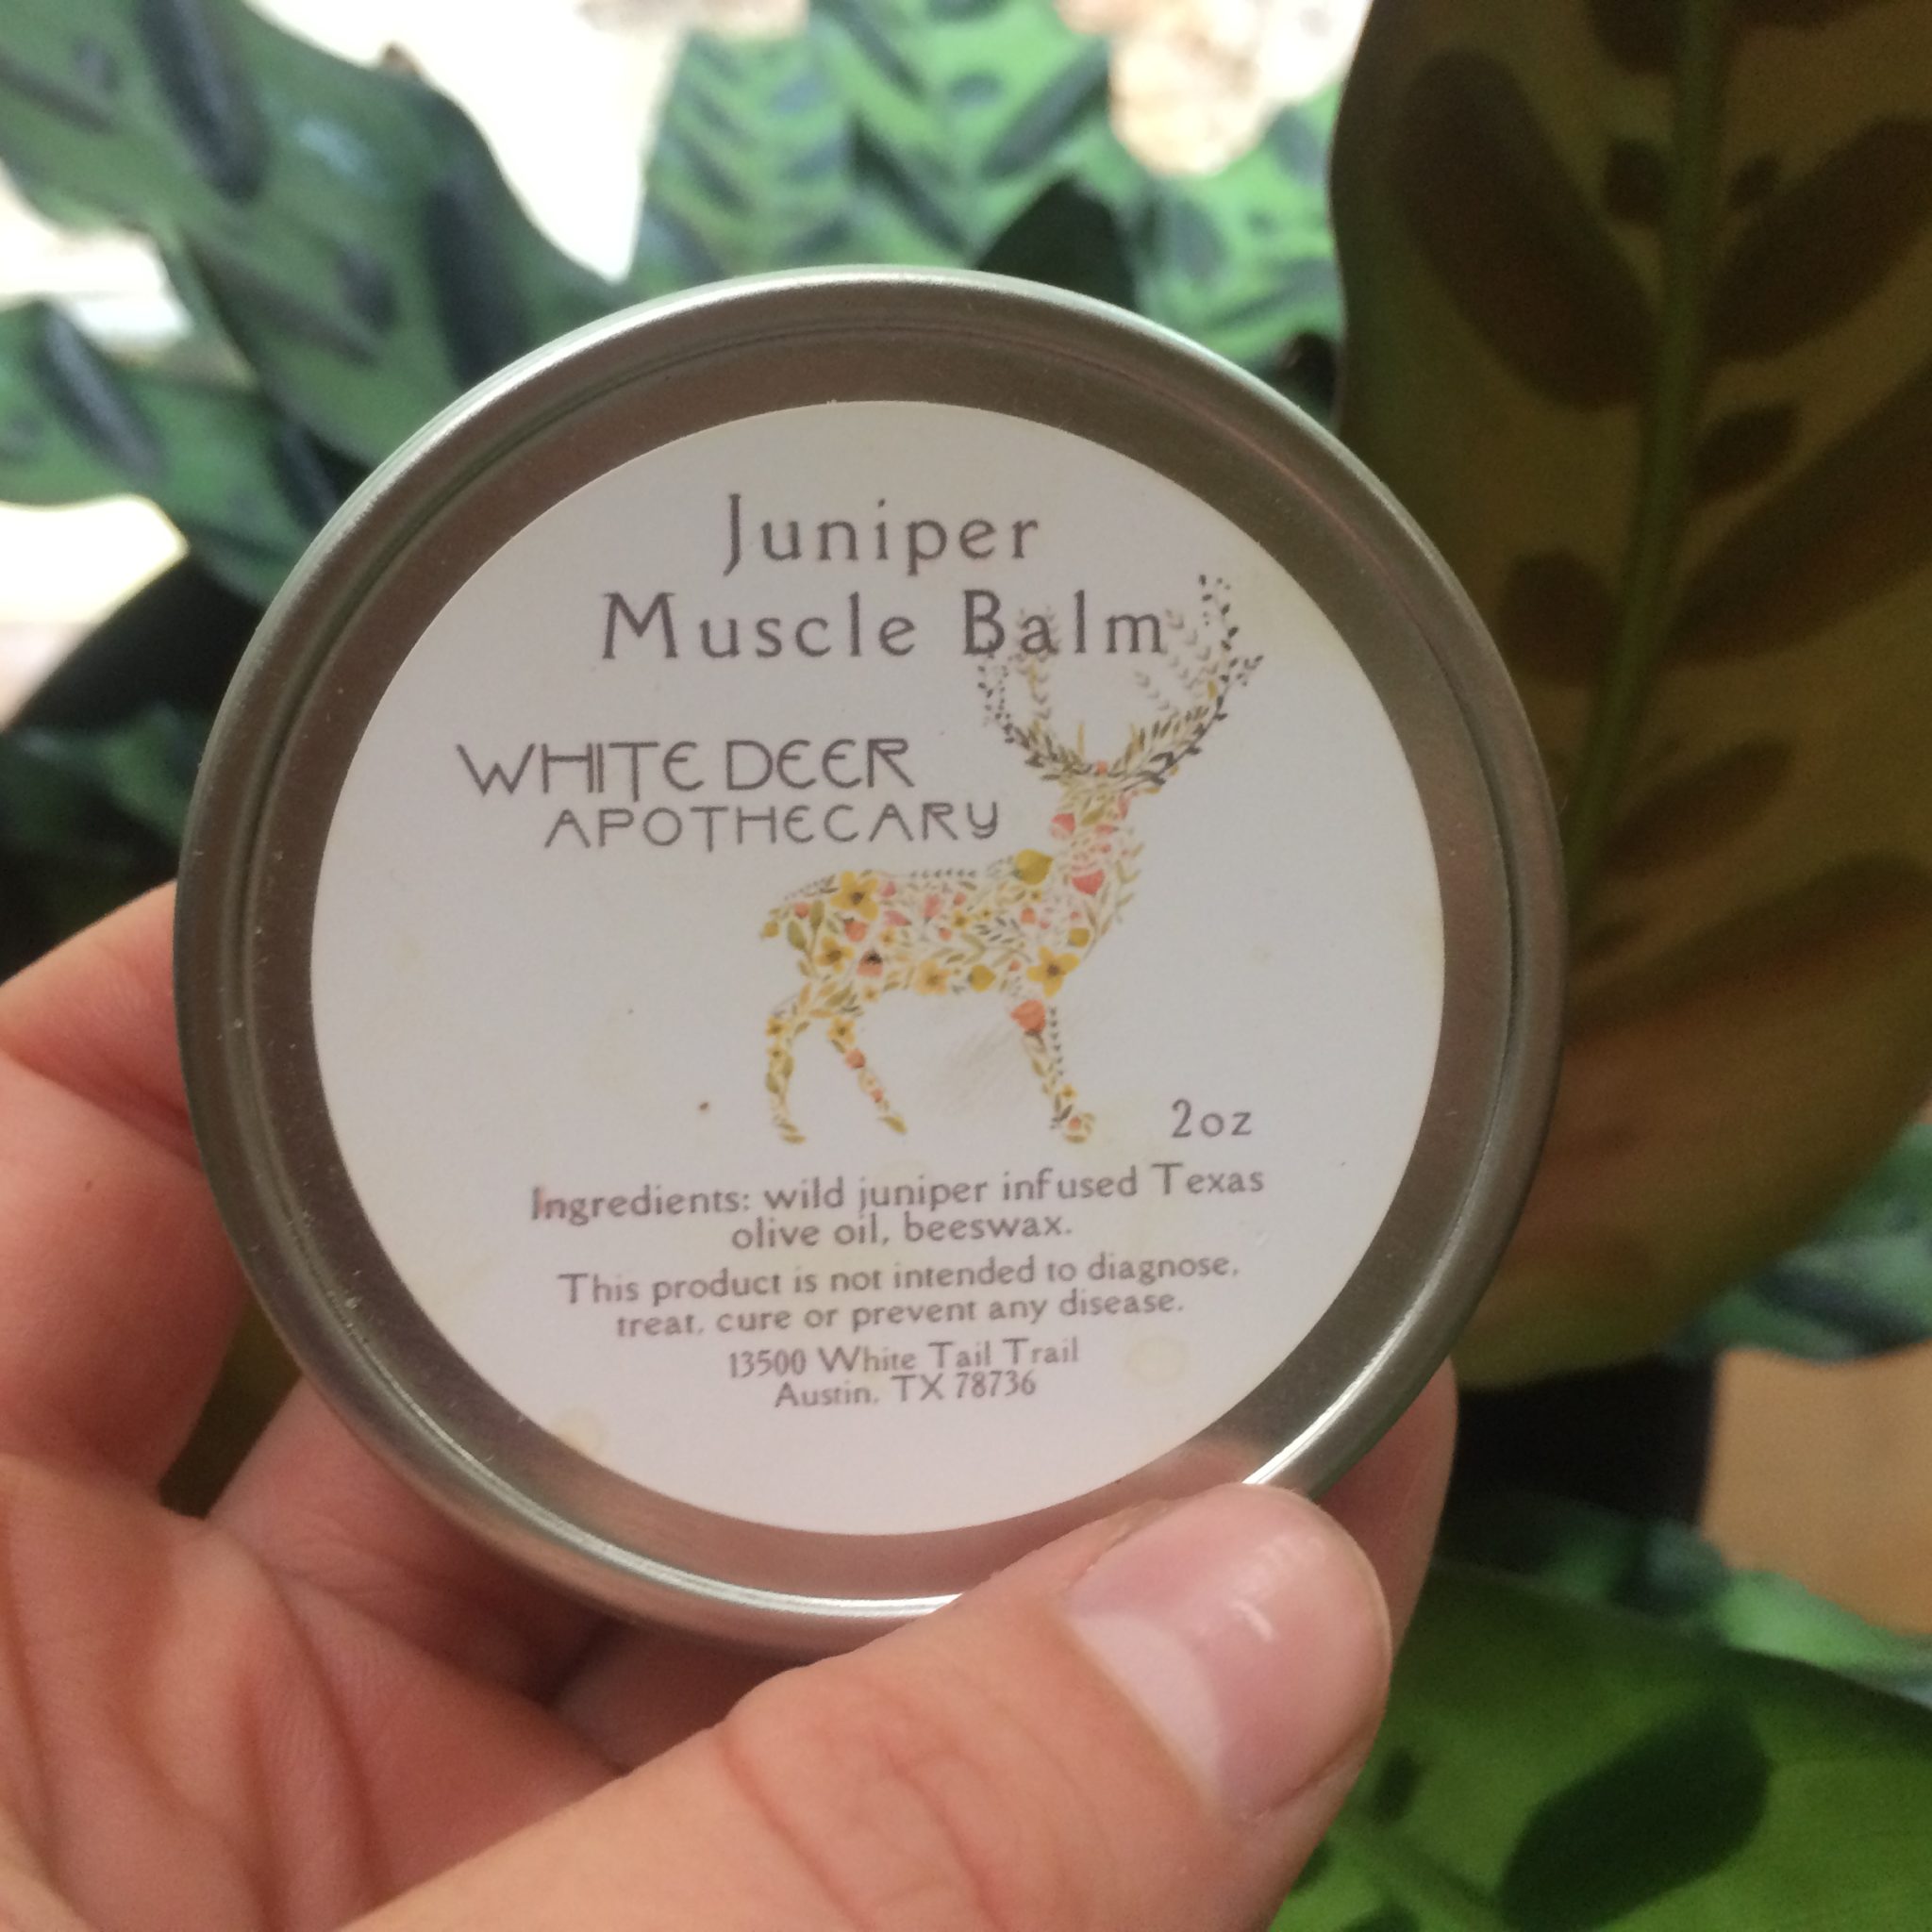 Juniper
Muscle Balm
WHITE DEER
APOTHECARY
2oz
Ingredients: wild juniper infused Texas
olive oil, beeswax.
This product is not intended to diagnose,
treat, cure or prevent any disease.
13500 White Tail Trail
Austin, TX 78736